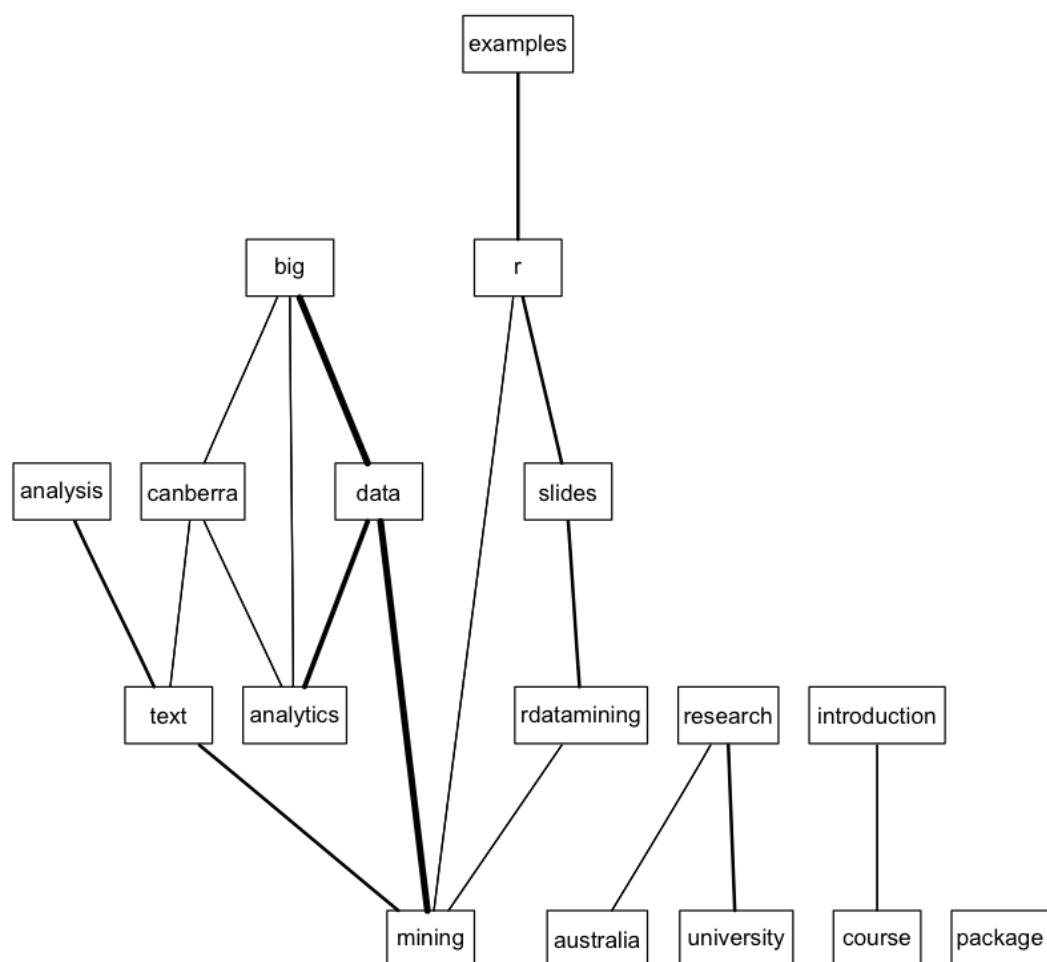 examples
big
r
analysis
canberra
data
slides
text
analytics
rdatamining
research
introduction
mining
australia
university
course
package